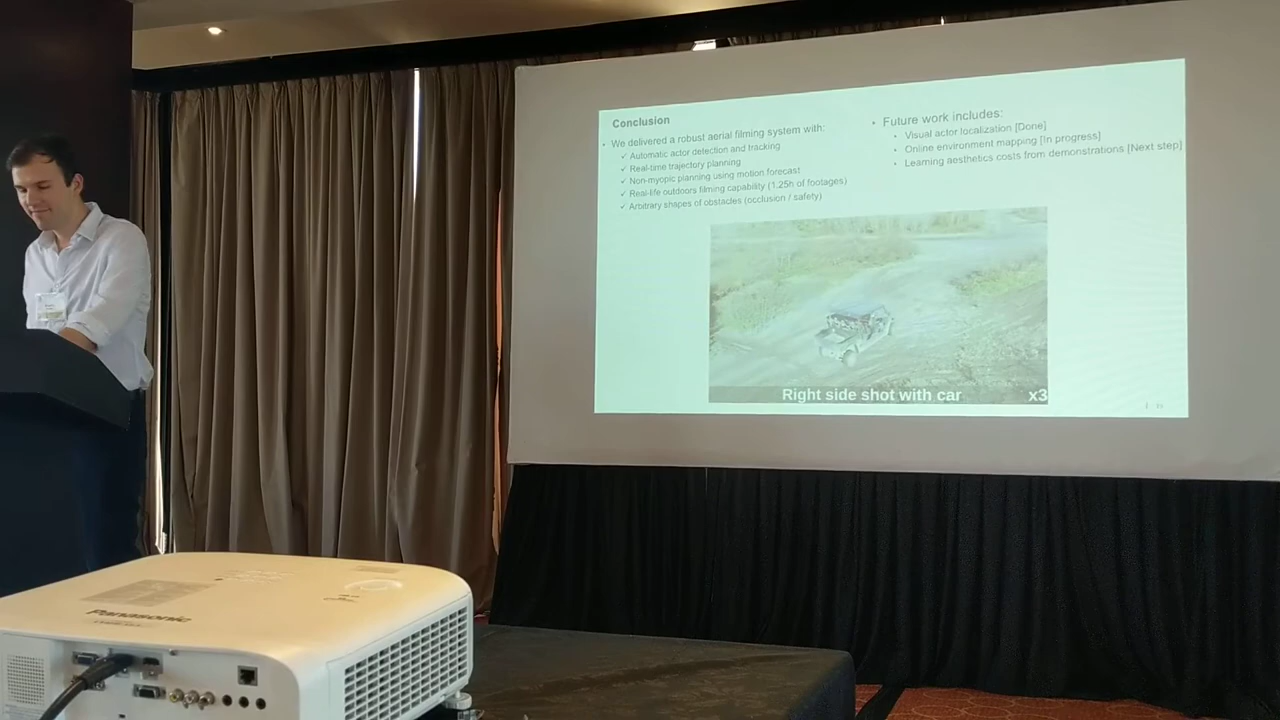 Conclusion
• We delivered a robust aerial filming system with:
✓ Automatic actor detection and tracking
✓ Real-time trajectory planning
✓ Non-myopic planning using motion forecast
✓ Real-life outdoors filming capability (1.25h of footages)
✓ Arbitrary shapes of obstacles (occlusion / safety)
• Future work includes:
• Visual actor localization [Done]
• Online environment mapping [In progress]
• Learning aesthetics costs from demonstrations [Next step]
Right side shot with car x3
Panasonic